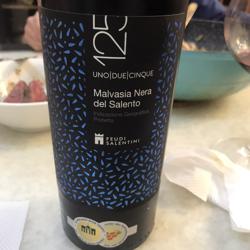 125
UNO|DUE|CINQUE
Malvasia Nera
del Salento
Indicazione Geografica
Protetta
FEUDI
SALENTINI